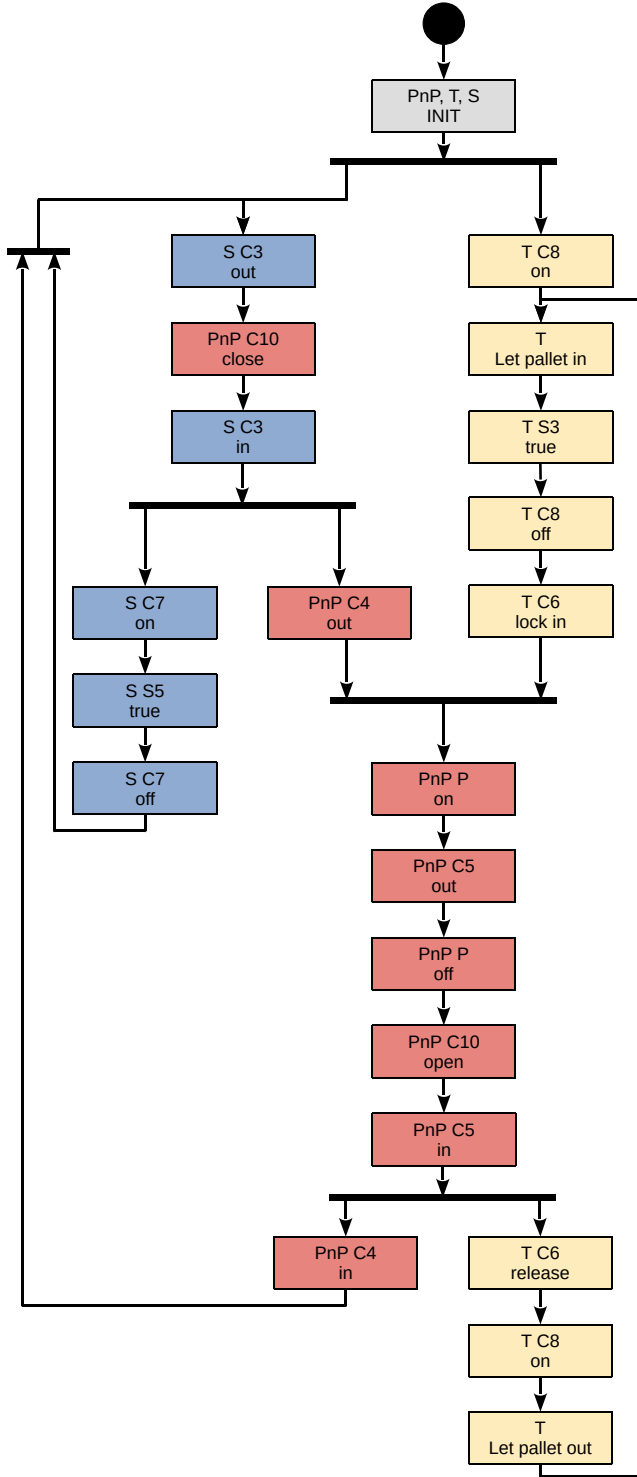 PnP, T, S
INIT
S C3
out
T C8
on
PnP C10
close
T
Let pallet in
S C3
in
T S3
true
T C8
off
S C7
on
PnP C4
out
T C6
lock in
S S5
true
S C7
off
PnP P
on
PnP C5
out
PnP P
off
PnP C10
open
PnP C5
in
PnP C4
in
T C6
release
T C8
on
T
Let pallet out